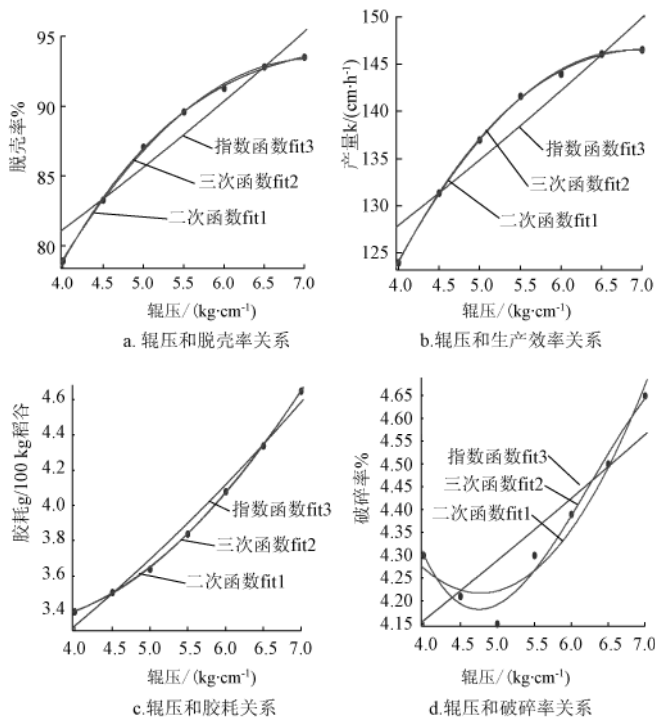 95
90
85
80
脱壳率%
指数函数fit3
三次函数fit2
二次函数fit1
4.0 4.5 5.0 5.5 6.0 6.5 7.0
辊压/ (kg·cm⁻¹)
a. 辊压和脱壳率关系
150
145
140
135
130
125
产量k/(cm·h⁻¹)
指数函数fit3
三次函数fit2
二次函数fit1
4.0 4.5 5.0 5.5 6.0 6.5 7.0
辊压/ (kg·cm⁻¹)
b.辊压和生产效率关系
4.6
4.2
4.0
3.6
3.4
胶耗g/100 kg稻谷
指数函数fit3
三次函数fit2
二次函数fit1
4.0 4.5 5.0 5.5 6.0 6.5 7.0
辊压/ (kg·cm⁻¹)
c.辊压和胶耗关系
4.65
4.60
4.55
4.50
4.45
4.40
4.30
4.25
4.20
4.15
破碎率%
指数函数fit3
三次函数fit2
二次函数fit1
4.0 4.5 5.0 5.5 6.0 6.5 7.0
辊压/ (kg·cm⁻¹)
d.辊压和破碎率关系